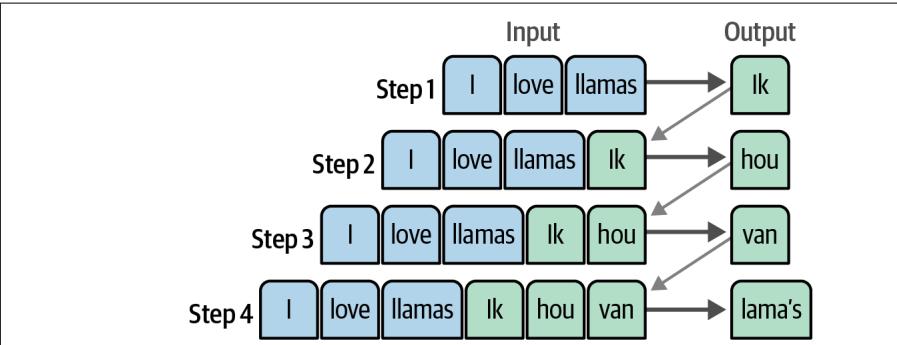 Input Output
Step 1 I love llamas Ik
Step 2 I love llamas Ik hou
Step 3 I love llamas Ik hou van
Step 4 I love llamas Ik hou van lama's